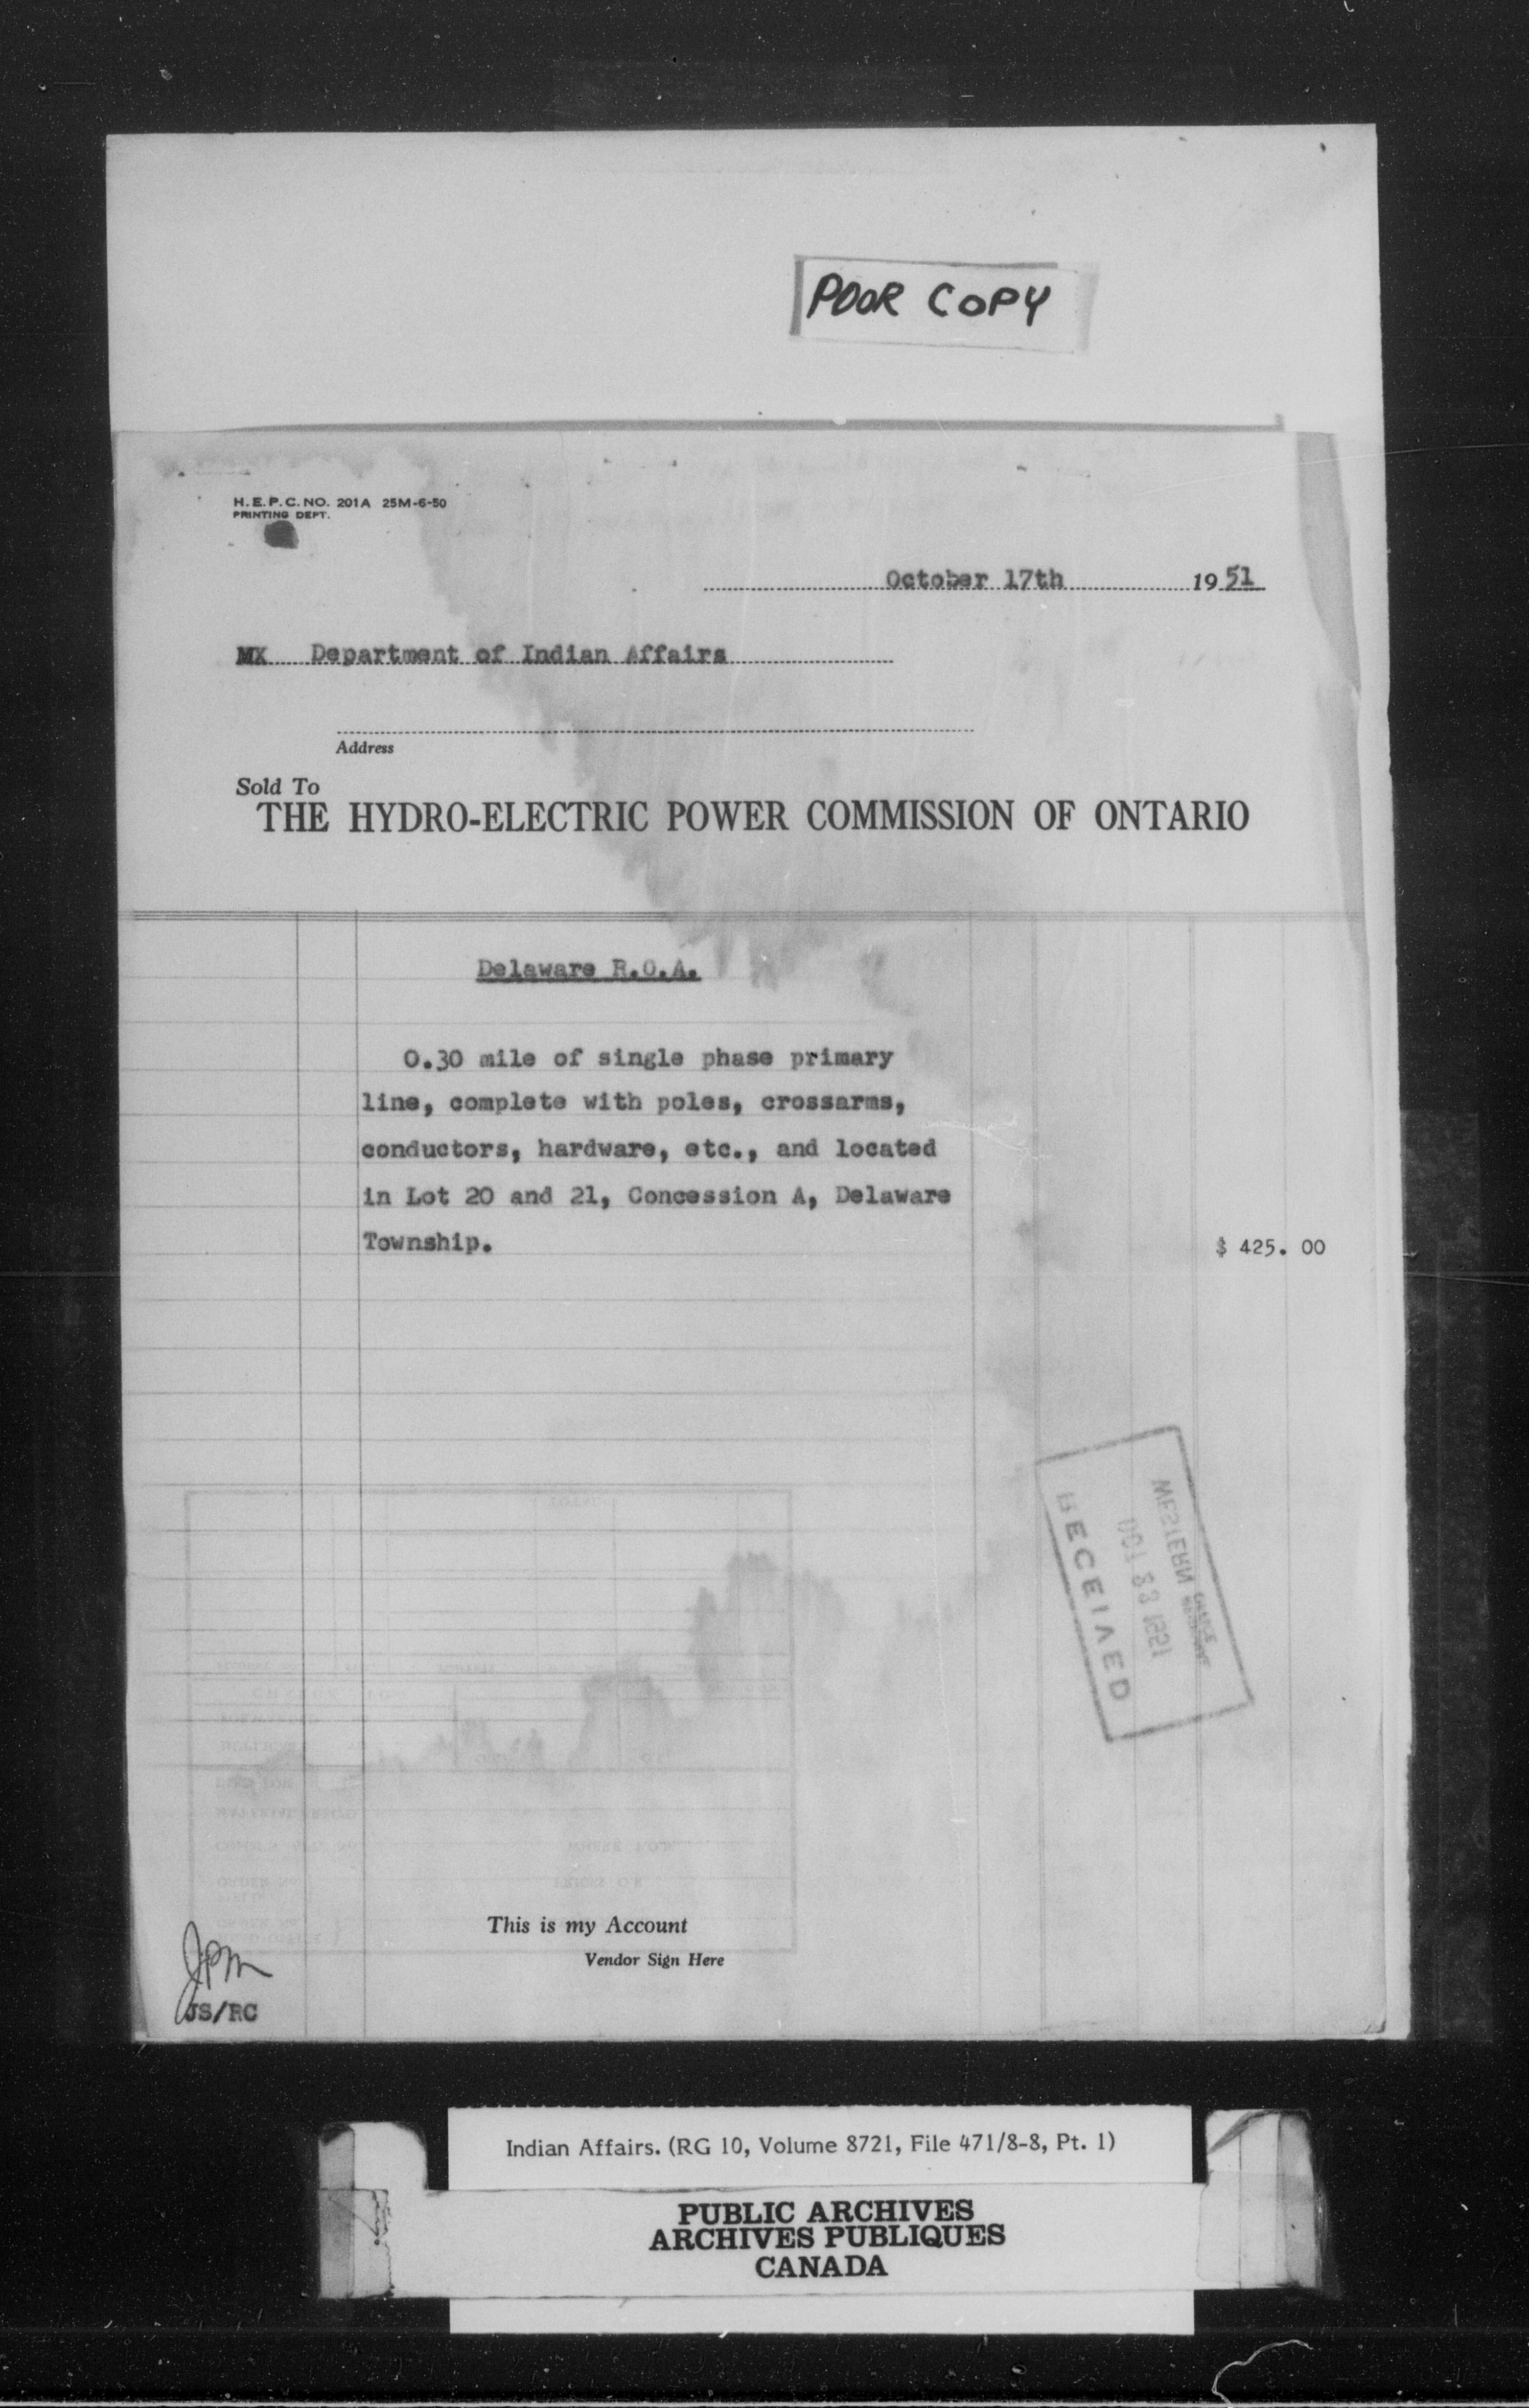 POOR COPY
H.E.P.C. NO. 201A 25M-6-50
PRINTING DEPT.
October 17th 1951
MX Department of Indian Affairs
Address
Sold To
THE HYDRO-ELECTRIC POWER COMMISSION OF ONTARIO
Delaware R.O.A.
0.30 mile of single phase primary
line, complete with poles, crossarms,
conductors, hardware, etc., and located
in Lot 20 and 21, Concession A, Delaware
Township.
$ 425. 00
WESTERN
RECEIVED
This is my Account
Vendor Sign Here
JPM
JS/RC
Indian Affairs. (RG 10, Volume 8721, File 471/8-8, Pt. 1)
PUBLIC ARCHIVES
ARCHIVES PUBLIQUES
CANADA